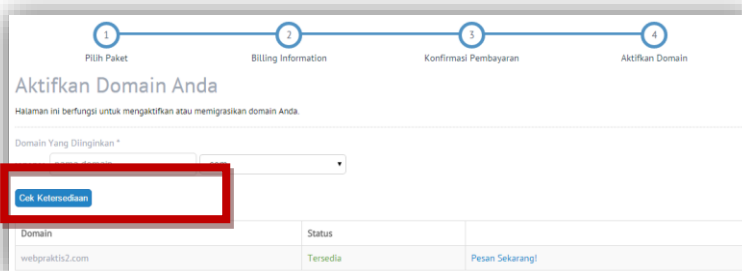 1 2 3 4
Pilih Paket Billing Information Konfirmasi Pembayaran Aktifkan Domain
Aktifkan Domain Anda
Halaman ini berfungsi untuk mengaktifkan atau memigrasikan domain Anda.
Domain Yang Diinginkan *
Cek Ketersediaan
Domain Status
webpraktis2.com Tersedia Pesan Sekarang!